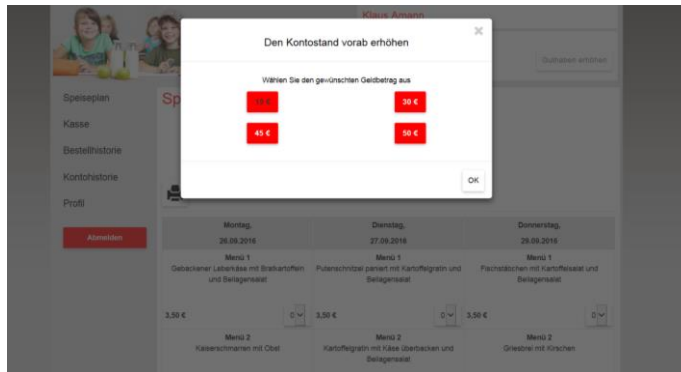 Klaus Amann
Den Kontostand vorab erhöhen
×
Guthaben erhöhen
Wählen Sie den gewünschten Geldbetrag aus
Speiseplan
Sp
30 €
Kasse
45 €
50 €
Bestellhistorie
Kontohistorie
OK
Profil
Abmelden
Montag,
Dienstag,
Donnerstag,
26.09.2016
27.09.2016
29.09.2016
Menü 1
Menü 1
Menü 1
Gebackener Leberkäse mit Bratkartoffeln
Putenschnitzel paniert mit Kartoffelgratin und
Fischstäbchen mit Kartoffelsalat und
und Beilagensalat
Beilagensalat
Beilagensalat
3,50 €
0
3,50 €
0
3,50 €
0
Menü 2
Menü 2
Menü 2
Kaiserschmarren mit Obst
Kartoffelgratin mit Käse überbacken und
Griesbrei mit Kirschen
Beilagensalat